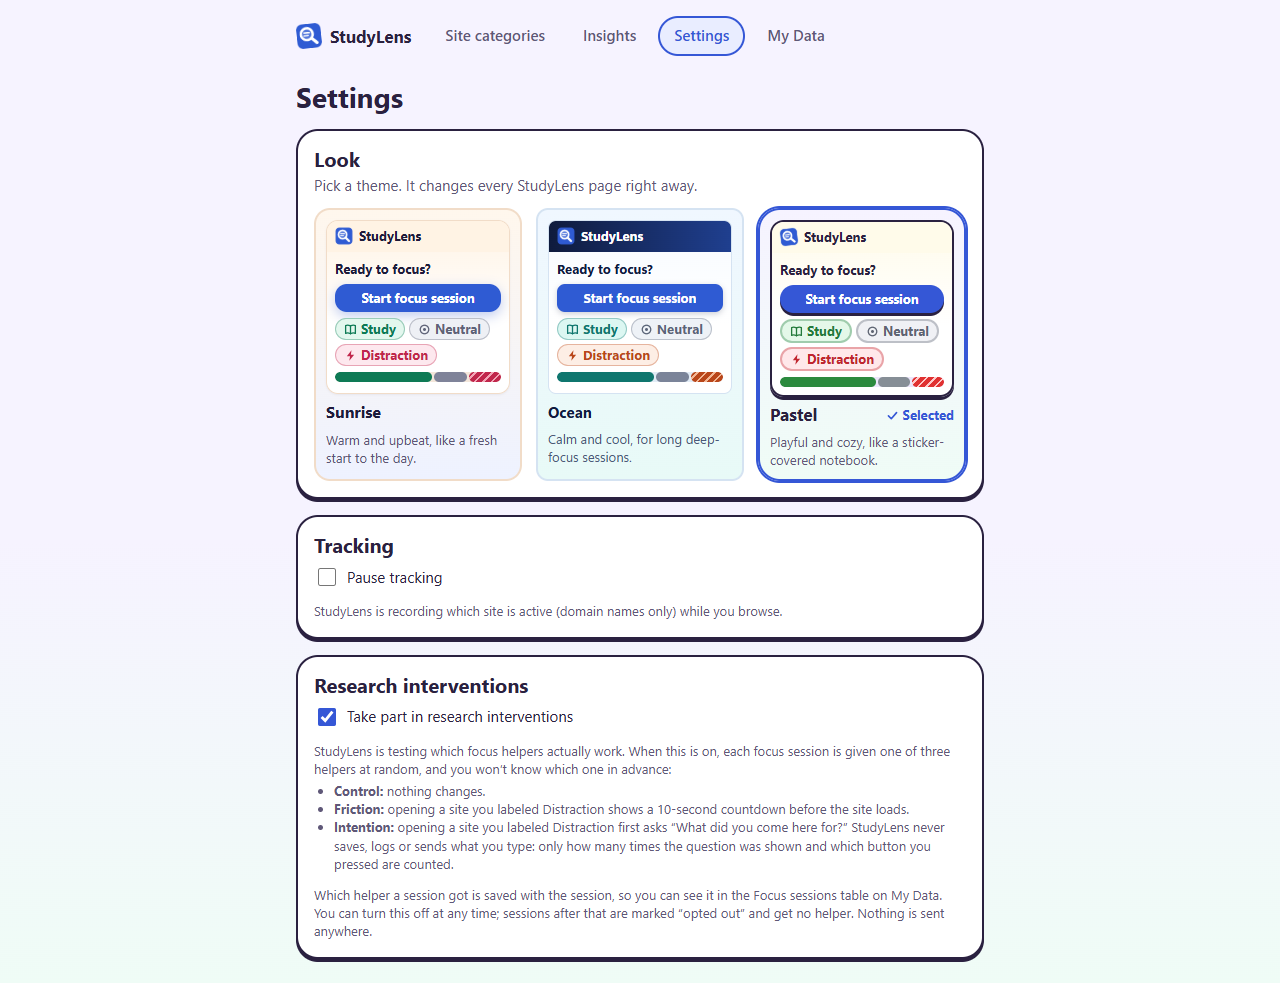 StudyLens
Site categories
Insights
Settings
My Data
Settings
Look
Pick a theme. It changes every StudyLens page right away.
StudyLens
Ready to focus?
Start focus session
Study
Neutral
Distraction
Sunrise
Warm and upbeat, like a fresh
start to the day.
StudyLens
Ready to focus?
Start focus session
Study
Neutral
Distraction
Ocean
Calm and cool, for long deep-
focus sessions.
StudyLens
Ready to focus?
Start focus session
Study
Neutral
Distraction
Pastel
Selected
Playful and cozy, like a sticker-
covered notebook.
Tracking
Pause tracking
StudyLens is recording which site is active (domain names only) while you browse.
Research interventions
Take part in research interventions
StudyLens is testing which focus helpers actually work. When this is on, each focus session is given one of three
helpers at random, and you won't know which one in advance:
Control: nothing changes.
Friction: opening a site you labeled Distraction shows a 10-second countdown before the site loads.
Intention: opening a site you labeled Distraction first asks “What did you come here for?” StudyLens never
saves, logs or sends what you type: only how many times the question was shown and which button you
pressed are counted.
Which helper a session got is saved with the session, so you can see it in the Focus sessions table on My Data.
You can turn this off at any time; sessions after that are marked “opted out” and get no helper. Nothing is sent
anywhere.